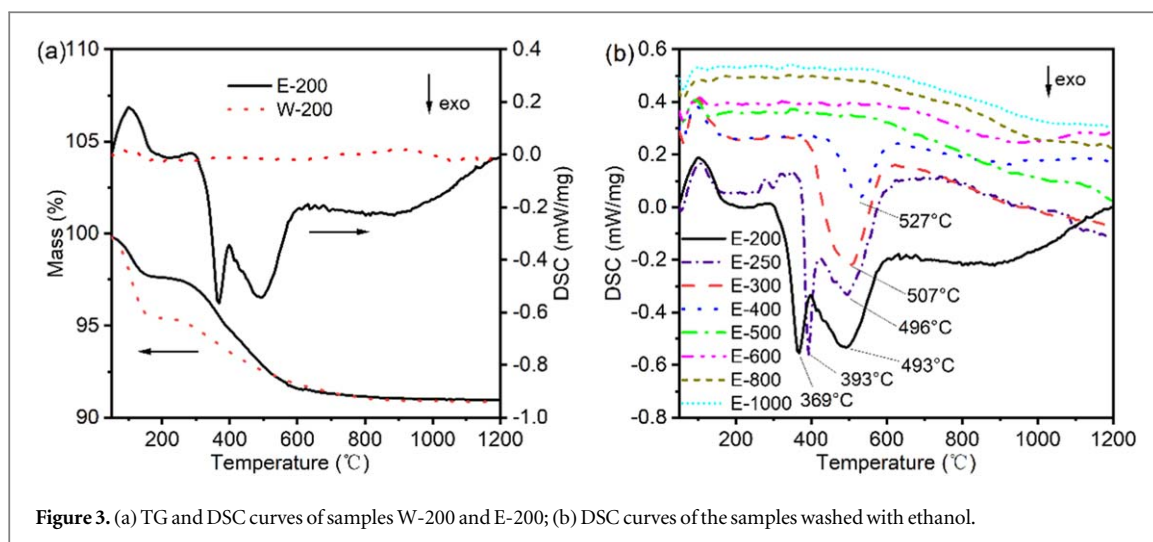 (a)
110
105
100
95
90
Mass (%)
E-200
W-200
exo
0.4
0.2
0.0
-0.2
-0.4
-0.6
-0.8
-1.0
DSC (mW/mg)
200 400 600 800 1000 1200
Temperature (℃)
(b)
0.6
0.4
0.2
0.0
-0.2
-0.4
-0.6
-0.8
DSC (mW/mg)
exo
E-200
E-250
E-300
E-400
E-500
E-600
E-800
E-1000
527°C
507°C
496°C
493°C
393°C
369°C
200 400 600 800 1000 1200
Temperature (℃)
Figure 3. (a) TG and DSC curves of samples W-200 and E-200; (b) DSC curves of the samples washed with ethanol.